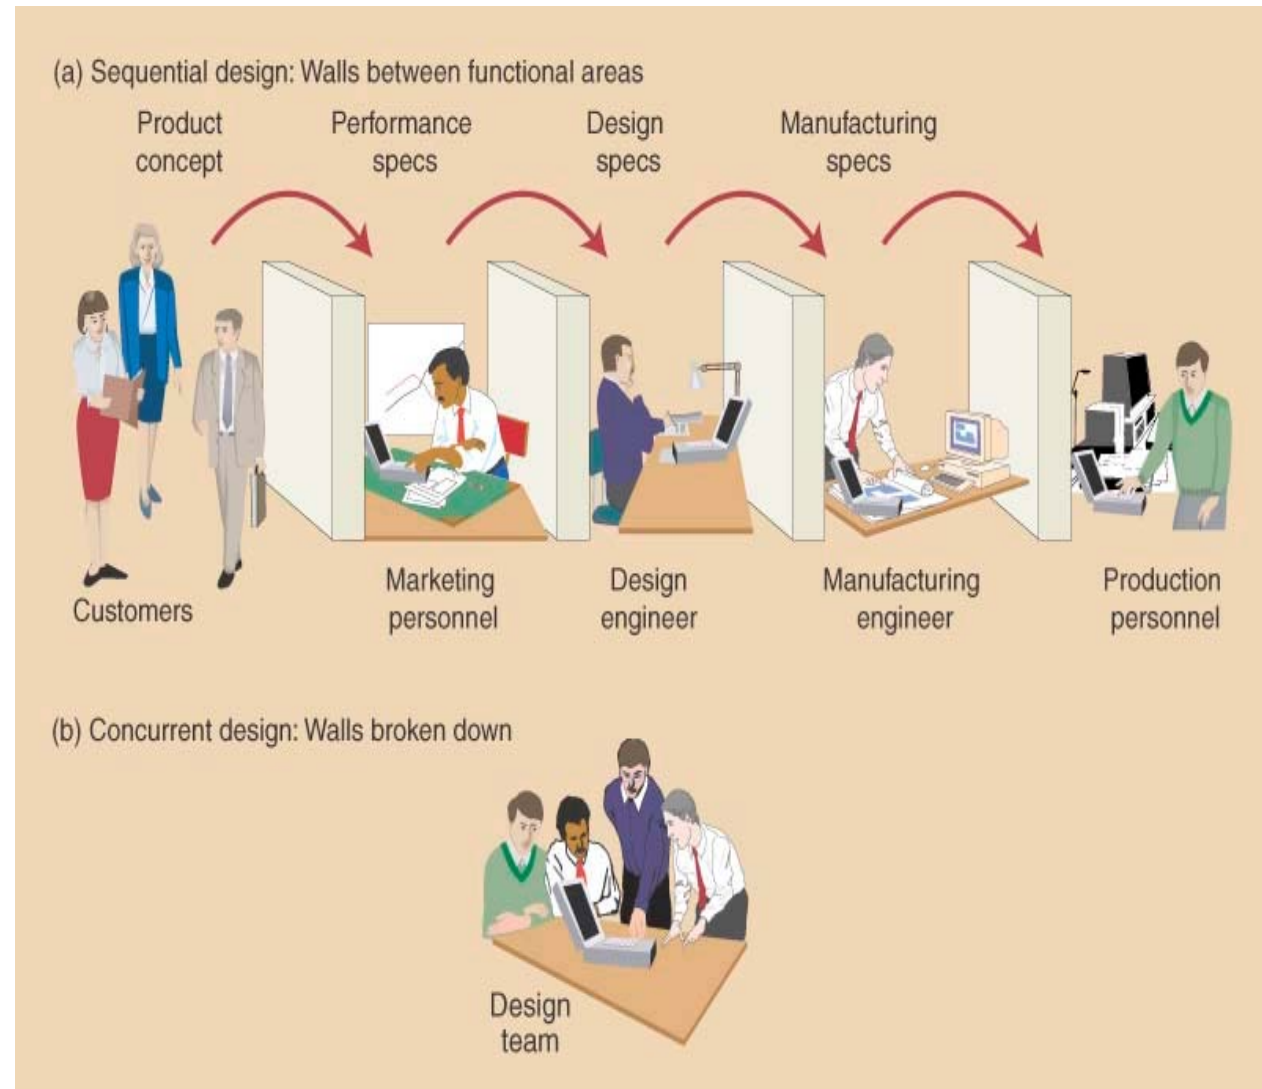 (a) Sequential design: Walls between functional areas
Product
concept
Performance
specs
Design
specs
Manufacturing
specs
Customers
Marketing
personnel
Design
engineer
Manufacturing
engineer
Production
personnel
(b) Concurrent design: Walls broken down
Design
team